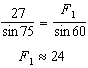 27/sin 75 = F₁/sin 60
F₁ ≈ 24